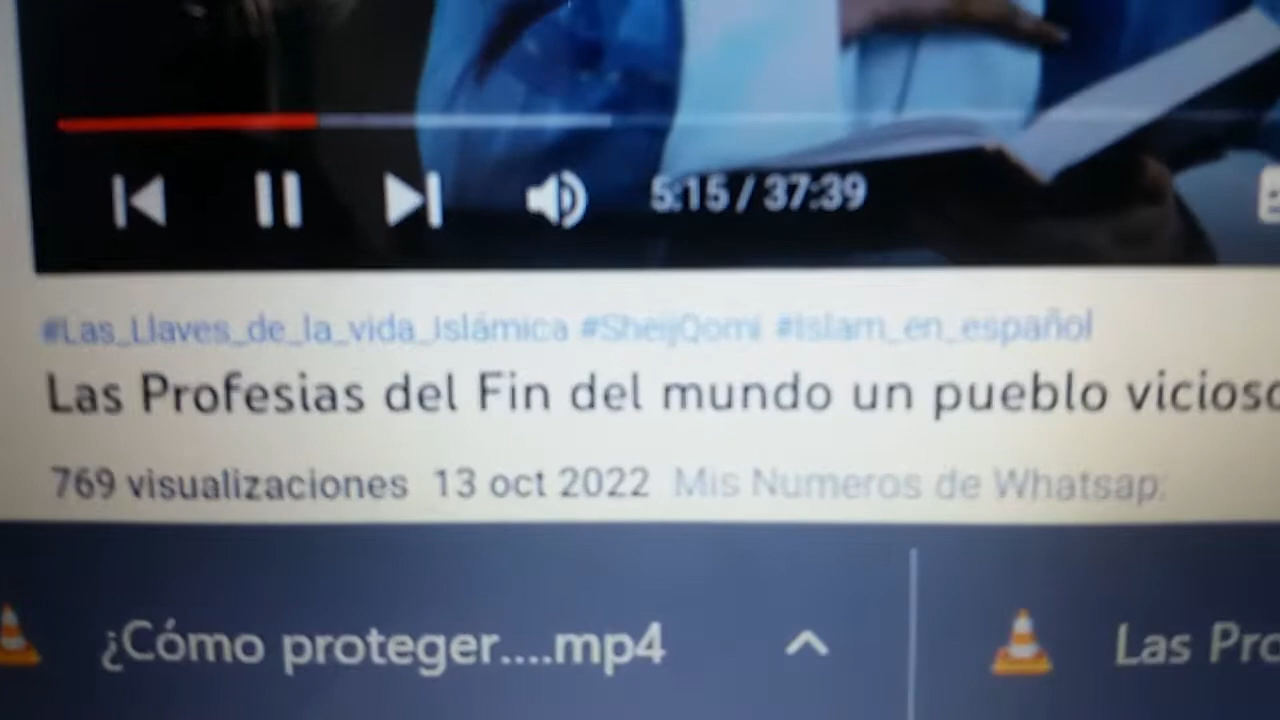 5:15 / 37:39
#Las_Llaves_de_la_vida_Islámica #SheijQomi #Islam_en_español
Las Profesias del Fin del mundo un pueblo vicioso
769 visualizaciones 13 oct 2022 Mis Numeros de Whatsap:
¿Cómo proteger....mp4
Las Pro